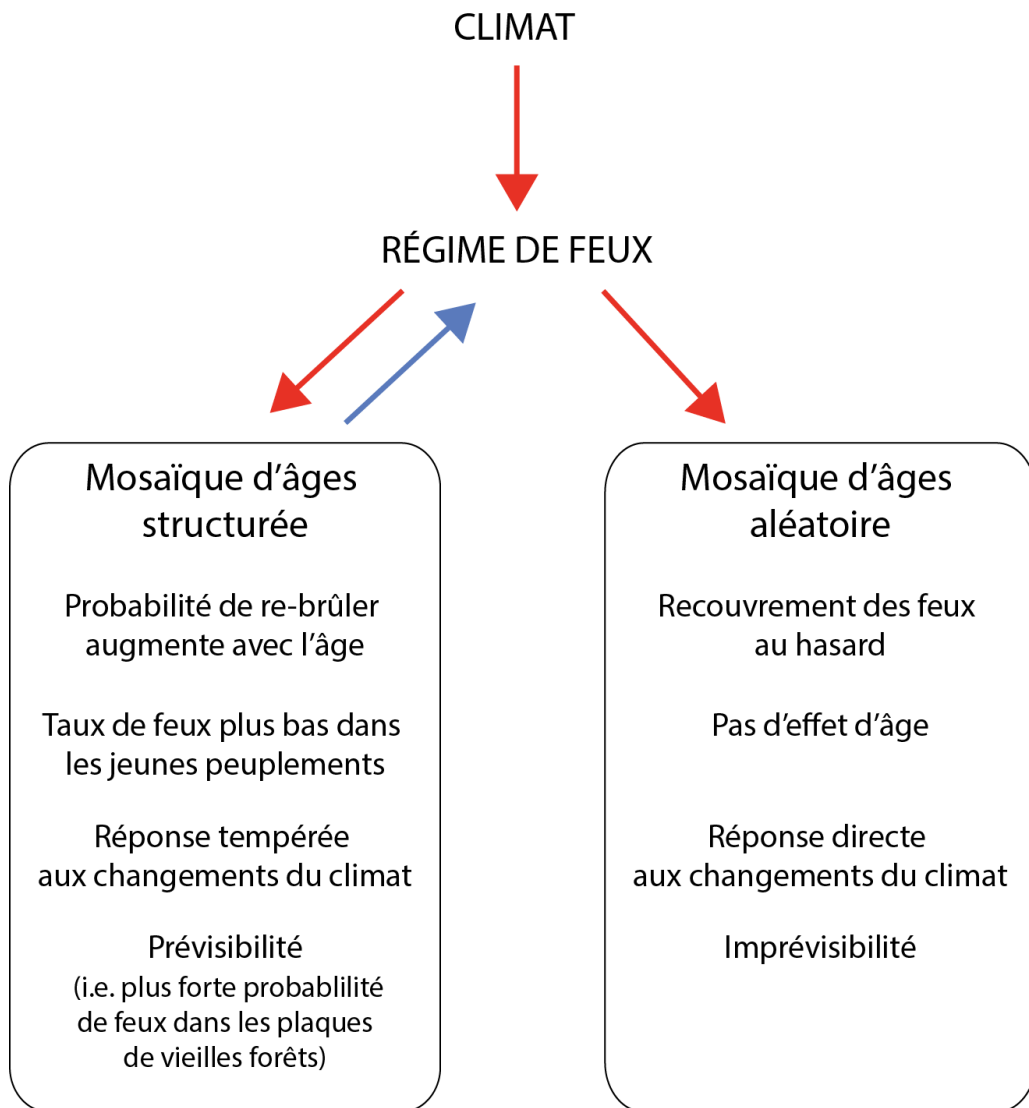 CLIMAT
RÉGIME DE FEUX
Mosaïque d'âges
structurée
Probabilité de re-brûler
augmente avec l'âge
Taux de feux plus bas dans
les jeunes peuplements
Réponse tempérée
aux changements du climat
Prévisibilité
(i.e. plus forte probablilité
de feux dans les plaques
de vieilles forêts)
Mosaïque d'âges
aléatoire
Recouvrement des feux
au hasard
Pas d'effet d'âge
Réponse directe
aux changements du climat
Imprévisibilité